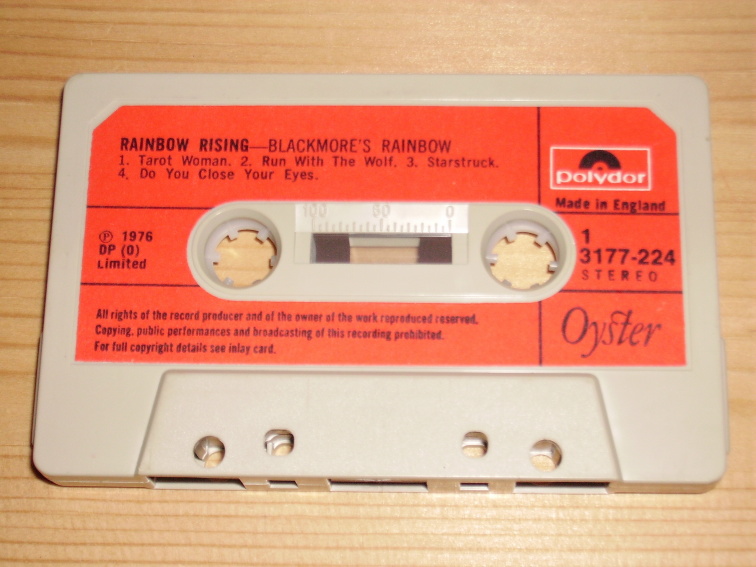 RAINBOW RISING—BLACKMORE'S RAINBOW
1. Tarot Woman. 2. Run With The Wolf. 3. Starstruck.
4. Do You Close Your Eyes.
polydor
Made in England
℗ 1976
DP (O)
Limited
100 50 0
1
3177-224
STEREO
All rights of the record producer and of the owner of the work reproduced reserved.
Copying, public performances and broadcasting of this recording prohibited.
For full copyright details see inlay card.
Oyster